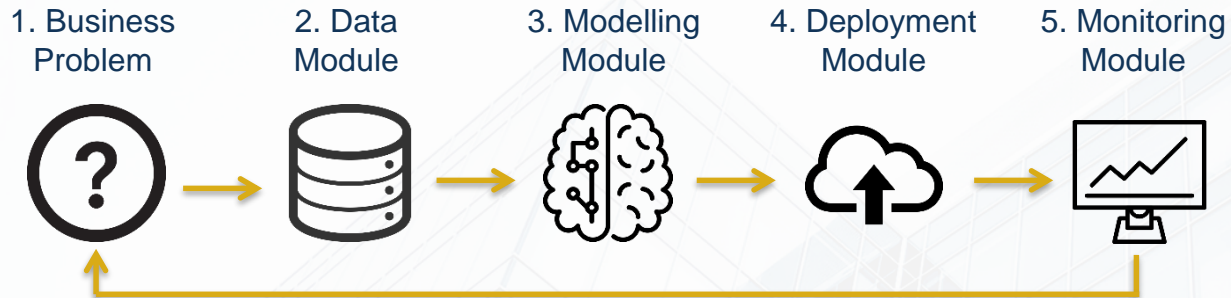 1. Business
Problem
2. Data
Module
3. Modelling
Module
4. Deployment
Module
5. Monitoring
Module
?